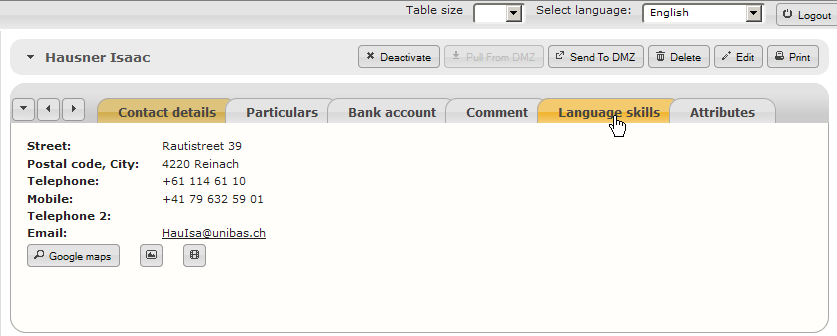 Table size Select language: English Logout
Hausner Isaac Deactivate Pull From DMZ Send To DMZ Delete Edit Print
Contact details Particulars Bank account Comment Language skills Attributes
Street: Rautistreet 39
Postal code, City: 4220 Reinach
Telephone: +61 114 61 10
Mobile: +41 79 632 59 01
Telephone 2:
Email: HauIsa@unibas.ch
Google maps